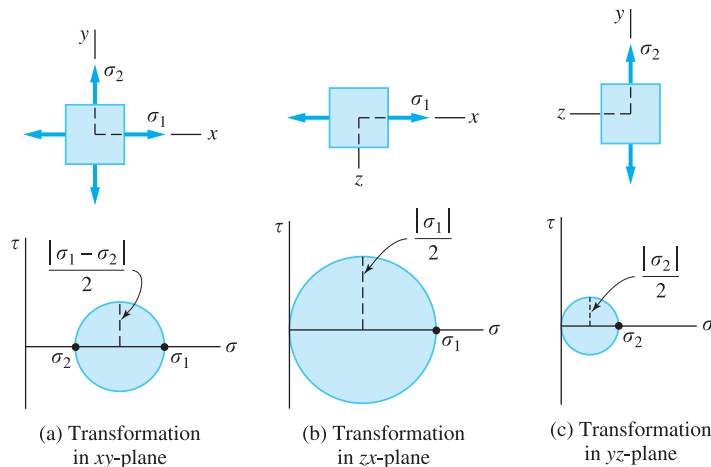 y
σ2
σ1
x
σ1
z
y
σ2
z
τ
|σ1 − σ2|
2
σ2
σ1
σ
(a) Transformation
in xy-plane
τ
|σ1|
2
σ1
σ
(b) Transformation
in zx-plane
τ
|σ2|
2
σ2
σ
(c) Transformation
in yz-plane